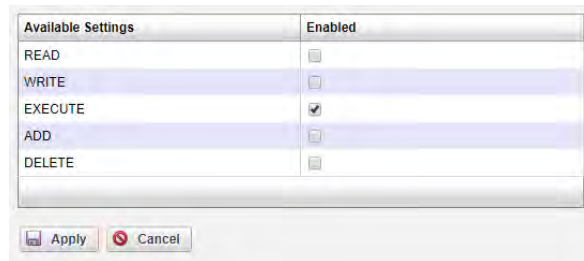 Available Settings Enabled
READ
WRITE
EXECUTE
ADD
DELETE
Apply Cancel